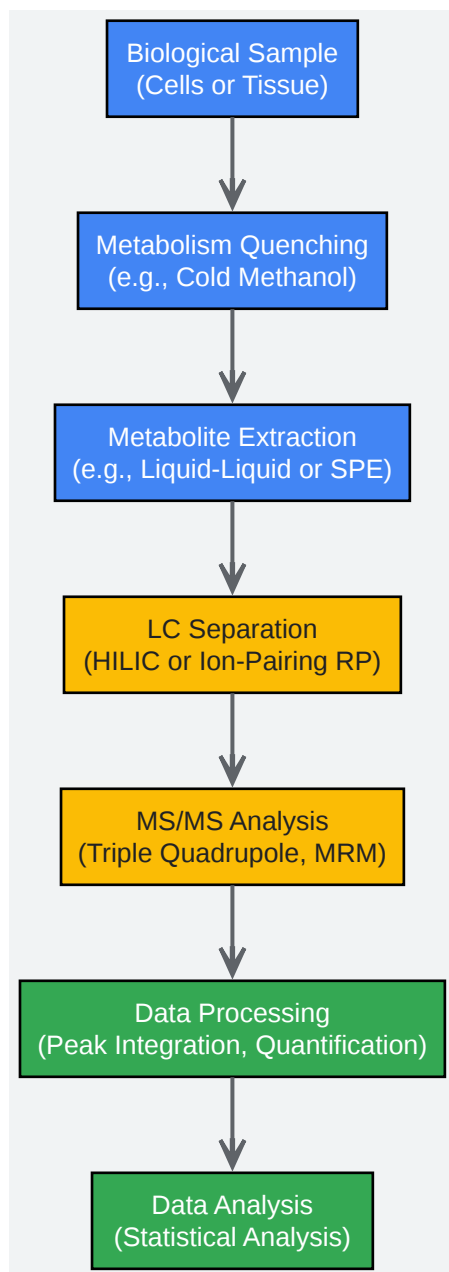 Biological Sample
(Cells or Tissue)
Metabolism Quenching
(e.g., Cold Methanol)
Metabolite Extraction
(e.g., Liquid-Liquid or SPE)
LC Separation
(HILIC or Ion-Pairing RP)
MS/MS Analysis
(Triple Quadrupole, MRM)
Data Processing
(Peak Integration, Quantification)
Data Analysis
(Statistical Analysis)